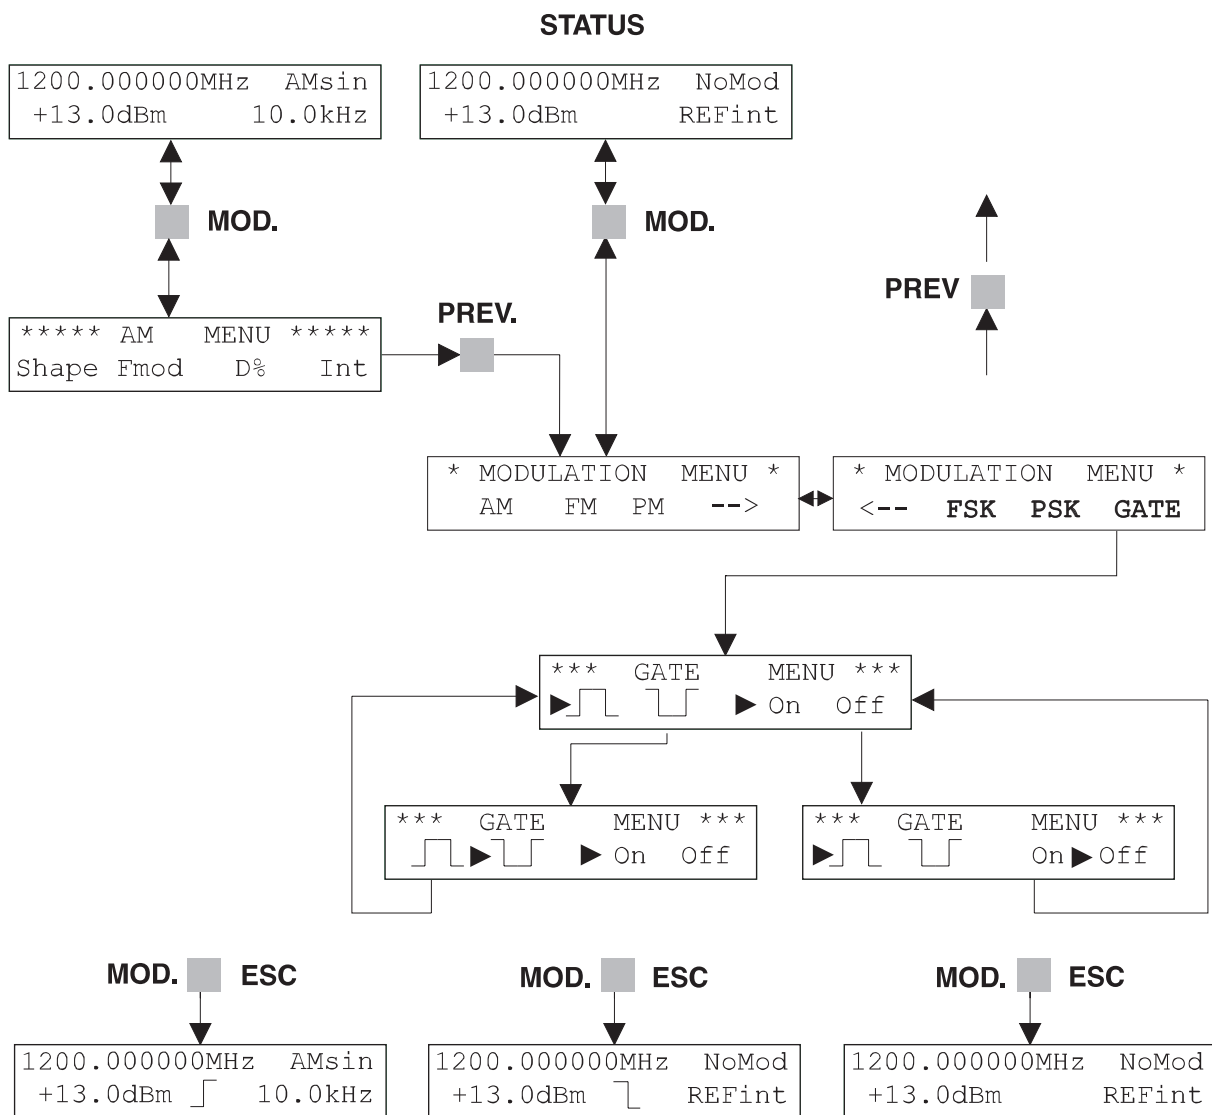 STATUS
1200.000000MHz AMsin
+13.0dBm 10.0kHz
1200.000000MHz NoMod
+13.0dBm REFint
MOD.
MOD.
PREV
PREV.
***** AM MENU *****
Shape Fmod D% Int
* MODULATION MENU *
AM FM PM -->
* MODULATION MENU *
<-- FSK PSK GATE
*** GATE MENU ***
On Off
*** GATE MENU ***
On Off
*** GATE MENU ***
On Off
MOD. ESC
MOD. ESC
MOD. ESC
1200.000000MHz AMsin
+13.0dBm 10.0kHz
1200.000000MHz NoMod
+13.0dBm REFint
1200.000000MHz NoMod
+13.0dBm REFint